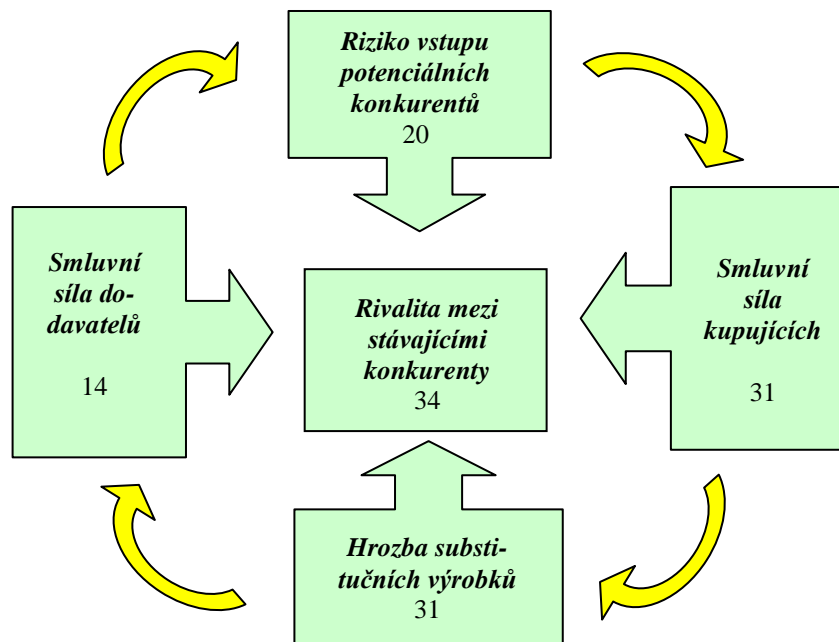 Riziko vstupu
potenciálních
konkurentů
20
Smluvní
síla do-
davatelů
14
Rivalita mezi
stávajícími
konkurenty
34
Smluvní
síla
kupujících
31
Hrozba substi-
tučních výrobků
31